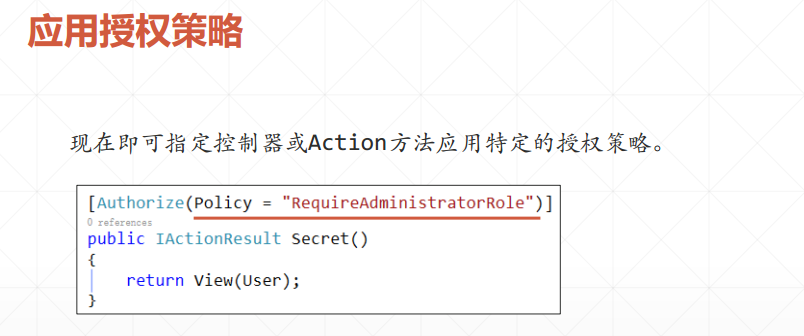 应用授权策略
现在即可指定控制器或Action方法应用特定的授权策略。
[Authorize(Policy = "RequireAdministratorRole")]
0 references
public IActionResult Secret()
{
return View(User);
}